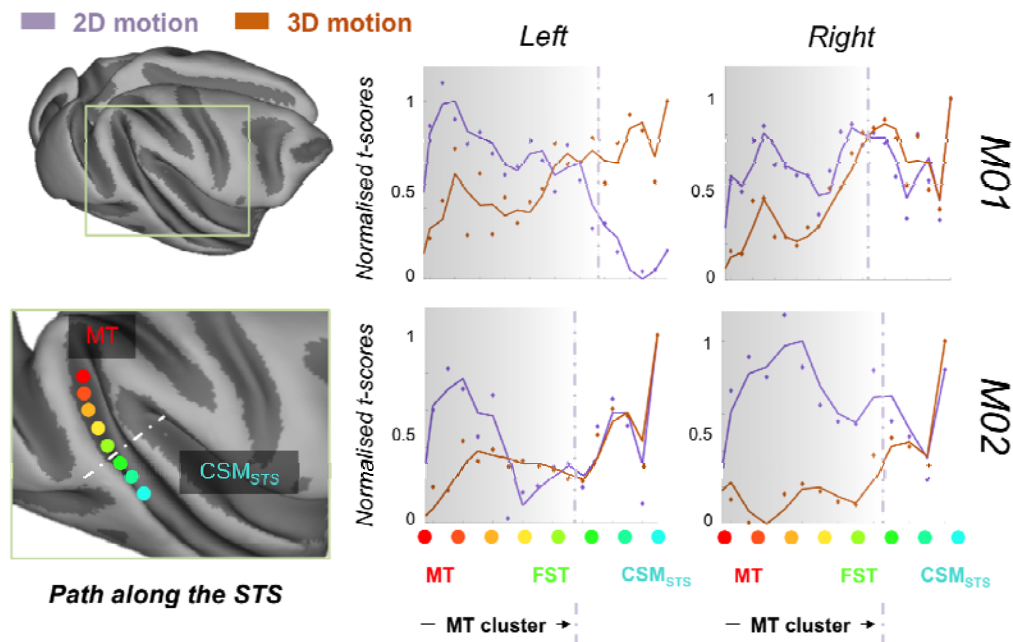 2D motion 3D motion
Left
Right
Normalised t-scores
1
0.5
0
1
0.5
0
M01
MT
CSMSTS
Path along the STS
Normalised t-scores
1
0.5
0
1
0.5
0
M02
MT FST CSMSTS
MT FST CSMSTS
MT cluster
MT cluster